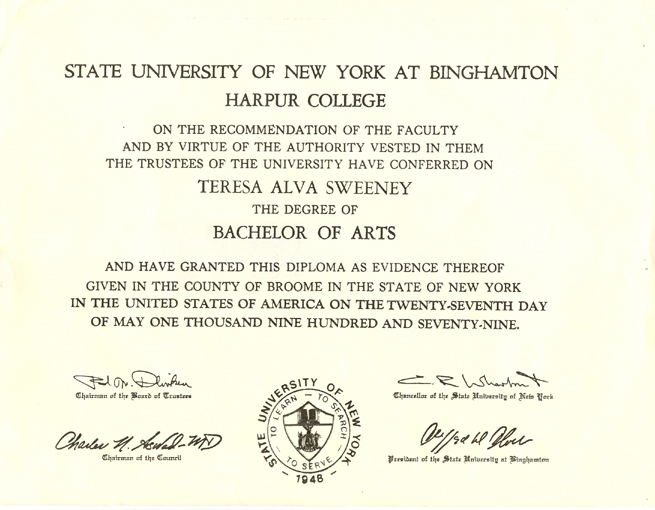 STATE UNIVERSITY OF NEW YORK AT BINGHAMTON
HARPUR COLLEGE
ON THE RECOMMENDATION OF THE FACULTY
AND BY VIRTUE OF THE AUTHORITY VESTED IN THEM
THE TRUSTEES OF THE UNIVERSITY HAVE CONFERRED ON
TERESA ALVA SWEENEY
THE DEGREE OF
BACHELOR OF ARTS
AND HAVE GRANTED THIS DIPLOMA AS EVIDENCE THEREOF
GIVEN IN THE COUNTY OF BROOME IN THE STATE OF NEW YORK
IN THE UNITED STATES OF AMERICA ON THE TWENTY-SEVENTH DAY
OF MAY ONE THOUSAND NINE HUNDRED AND SEVENTY-NINE.
Chairman of the Board of Trustees
Chancellor of the State University of New York
Charles N. Aswad-MD
Chairman of the Council
President of the State University at Binghamton
STATE UNIVERSITY OF NEW YORK
TO LEARN – TO SEARCH –
TO SERVE –
1948